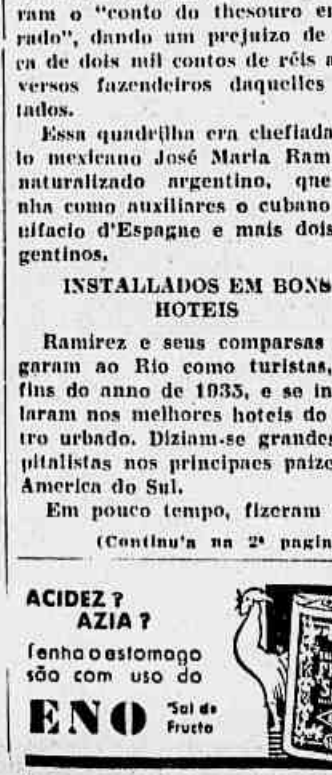 ram o "conto do thesouro en
rado", dando um prejuizo de
ca de dois mil contos de réis a
versos fazendeiros daquelles
tados.
Essa quadrilha era chefiada
lo mexicano José Maria Ram
naturalizado argentino, que
nha como auxiliares o cubano
nifacio d'Espagne e mais dois
gentinos.
INSTALLADOS EM BONS
HOTEIS
Ramirez e seus comparsas
garam ao Rio como turistas,
fins do anno de 1935, e se in
laram nos melhores hoteis do
tro urbado. Diziam-se grandes
pitalistas nos principaes paize
America do Sul.
Em pouco tempo, fizeram
(Continu'a na 2ª pagin
ACIDEZ?
AZIA?
Tenha o estomago
são com uso do
ENO "Sal de
Fructa